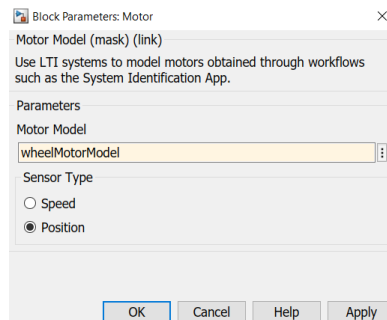 Block Parameters: Motor
Motor Model (mask) (link)
Use LTI systems to model motors obtained through workflows
such as the System Identification App.
Parameters
Motor Model
wheelMotorModel
Sensor Type
Speed
Position
OK Cancel Help Apply